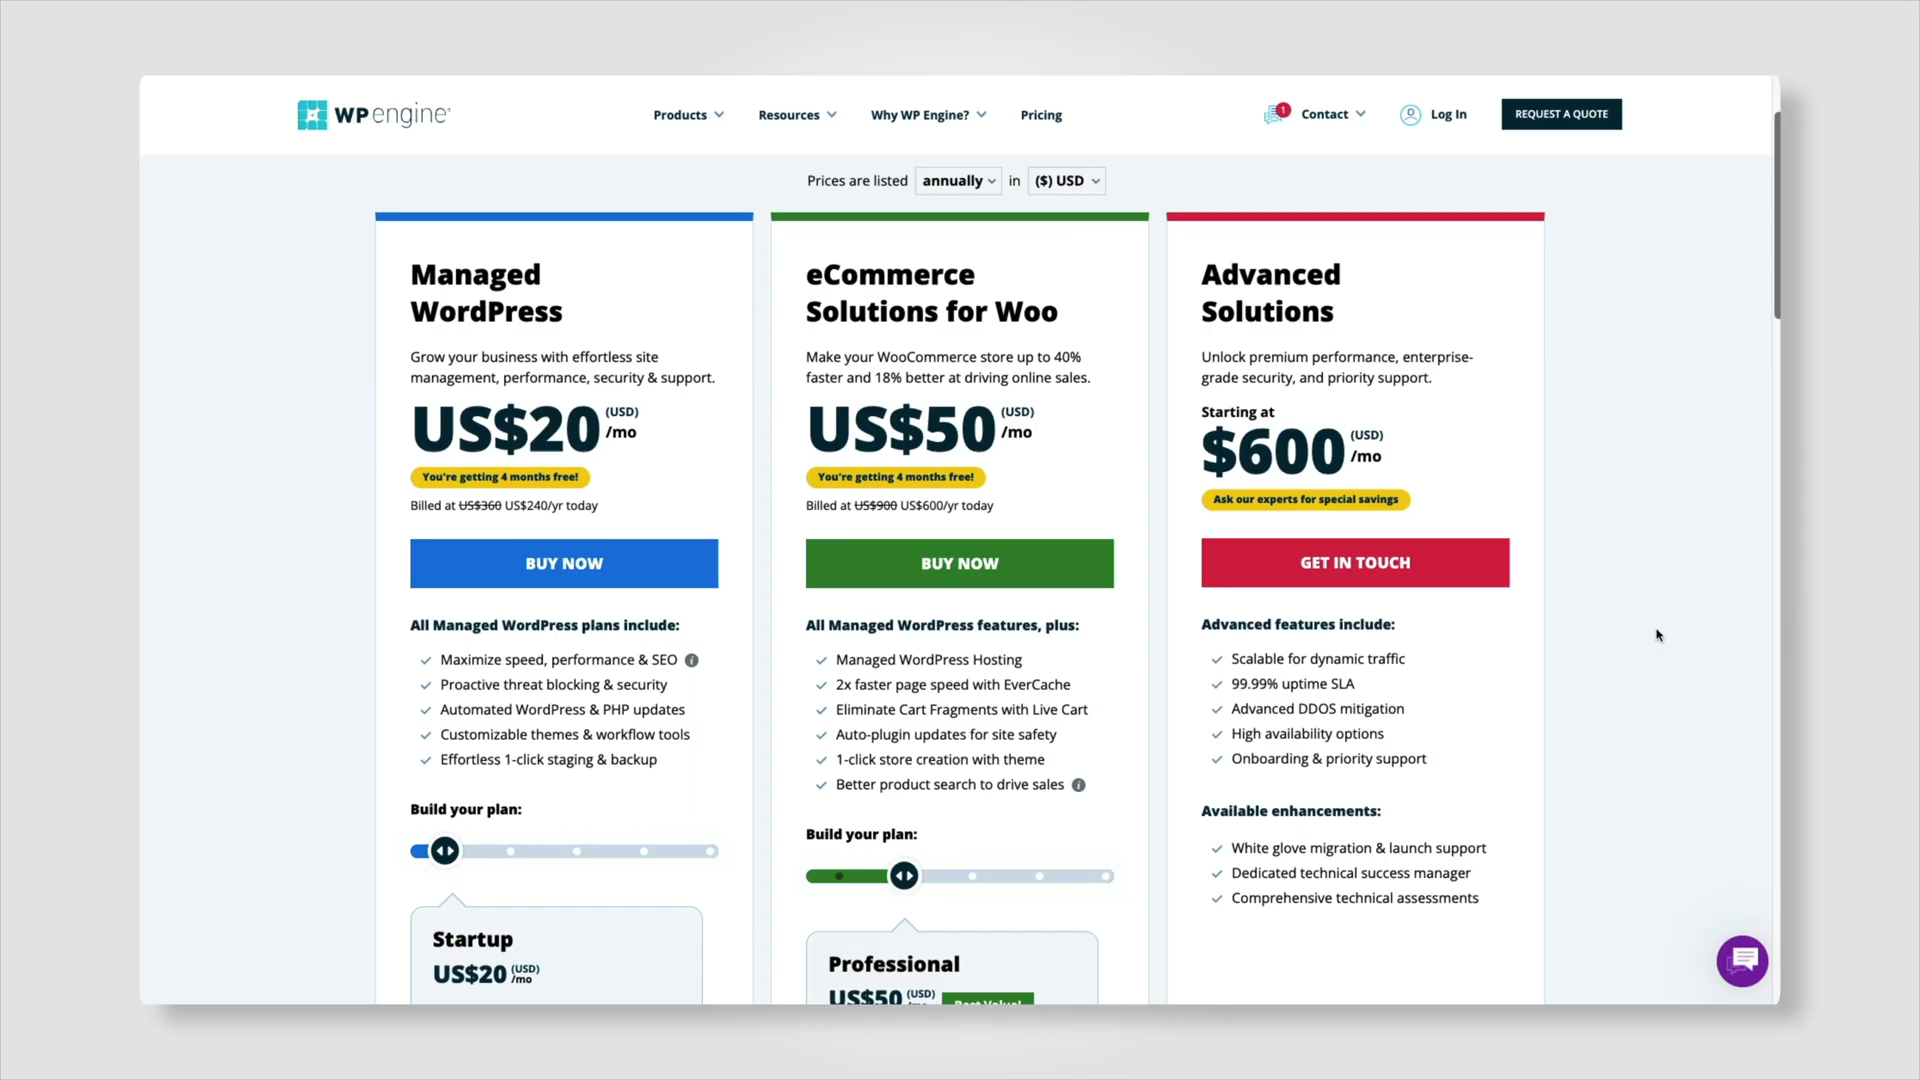 WP engine
Products
Resources
Why WP Engine?
Pricing
1
Contact
Log In
REQUEST A QUOTE
Prices are listed annually in ($) USD
Managed
WordPress
Grow your business with effortless site
management, performance, security & support.
US$20 (USD)
/mo
You're getting 4 months free!
Billed at US$360 US$240/yr today
BUY NOW
All Managed WordPress plans include:
Maximize speed, performance & SEO
Proactive threat blocking & security
Automated WordPress & PHP updates
Customizable themes & workflow tools
Effortless 1-click staging & backup
Build your plan:
Startup
US$20 (USD)
/mo
eCommerce
Solutions for Woo
Make your WooCommerce store up to 40%
faster and 18% better at driving online sales.
US$50 (USD)
/mo
You're getting 4 months free!
Billed at US$900 US$600/yr today
BUY NOW
All Managed WordPress features, plus:
Managed WordPress Hosting
2x faster page speed with EverCache
Eliminate Cart Fragments with Live Cart
Auto-plugin updates for site safety
1-click store creation with theme
Better product search to drive sales
Build your plan:
Professional
US$50 (USD)
Best Value!
Advanced
Solutions
Unlock premium performance, enterprise-
grade security, and priority support.
Starting at
$600 (USD)
/mo
Ask our experts for special savings
GET IN TOUCH
Advanced features include:
Scalable for dynamic traffic
99.99% uptime SLA
Advanced DDOS mitigation
High availability options
Onboarding & priority support
Available enhancements:
White glove migration & launch support
Dedicated technical success manager
Comprehensive technical assessments